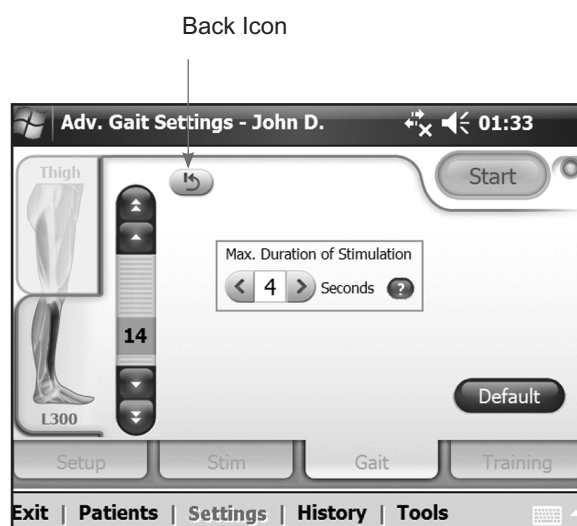 Back Icon
Adv. Gait Settings - John D. 01:33
Thigh
Start
Max. Duration of Stimulation
4 Seconds ?
14
Default
L300
Setup Stim Gait Training
Exit | Patients | Settings | History | Tools